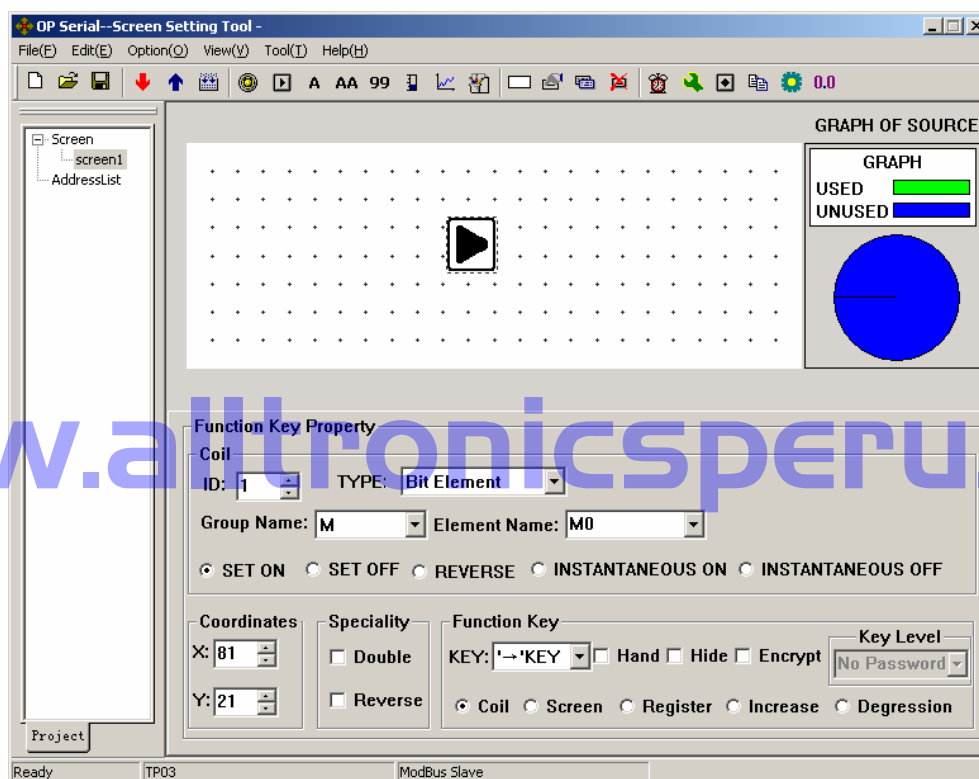 OP Serial--Screen Setting Tool -
File(F) Edit(E) Option(O) View(V) Tool(T) Help(H)
A AA 99 0.0
Screen
screen1
AddressList
GRAPH OF SOURCE
GRAPH
USED
UNUSED
w.alltronicsperu.
Function Key Property
Coil
ID: 1 TYPE: Bit Element
Group Name: M Element Name: M0
SET ON SET OFF REVERSE INSTANTANEOUS ON INSTANTANEOUS OFF
Coordinates
X: 81
Y: 21
Speciality
Double
Reverse
Function Key
KEY: '→'KEY Hand Hide Encrypt
Key Level
No Password
Coil Screen Register Increase Degression
Project
Ready TP03 ModBus Slave